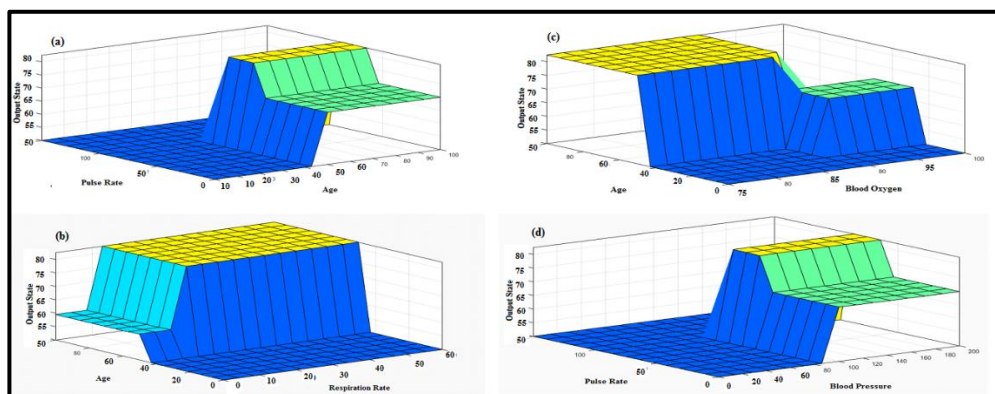 (a)
80
75
70
65
60
55
50
Output State
100
50
0
Pulse Rate
10 10 20 30 40 50 60 70 80 90 100
Age
(c)
80
75
70
65
60
55
50
Output State
80
60
40
20
0
Age
75 80 85 90 95 100
Blood Oxygen
(b)
80
75
70
65
60
55
50
Output State
80
60
40
20
0
Age
0 10 20 30 40 50 60
Respiration Rate
(d)
80
75
70
65
60
55
50
Output State
100
50
0
Pulse Rate
0 20 40 60 80 100 120 140 160 180 200
Blood Pressure